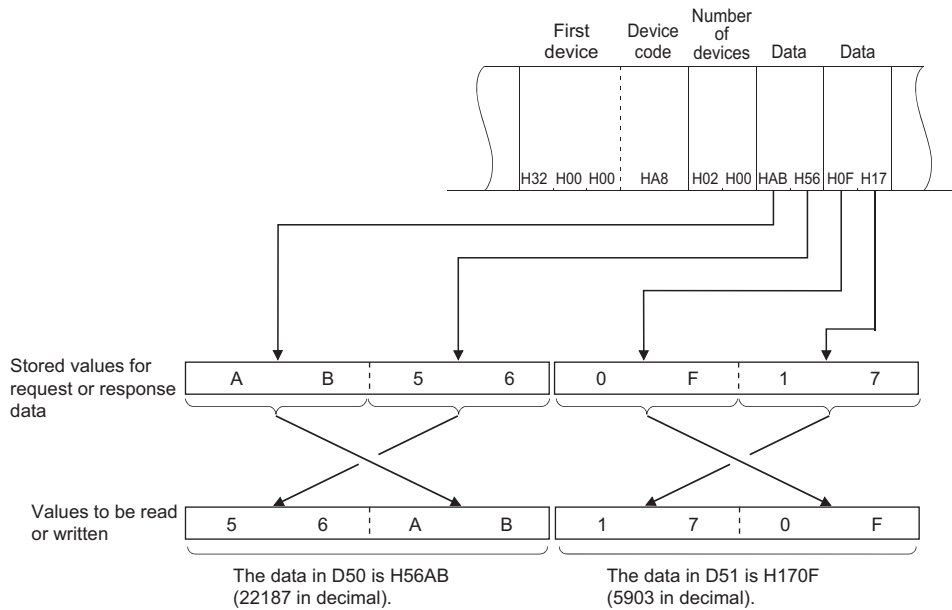 First device
Device code
Number of devices
Data
Data
H32 H00 H00 HA8 H02 H00 HAB H56 H0F H17
Stored values for
request or response
data
A B 5 6 0 F 1 7
Values to be read
or written
5 6 A B 1 7 0 F
The data in D50 is H56AB
(22187 in decimal).
The data in D51 is H170F
(5903 in decimal).